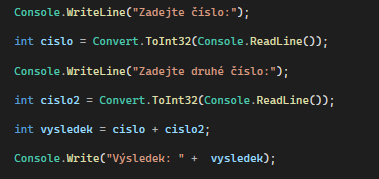 Console.WriteLine("Zadejte číslo:");
int cislo = Convert.ToInt32(Console.ReadLine());
Console.WriteLine("Zadejte druhé číslo:");
int cislo2 = Convert.ToInt32(Console.ReadLine());
int vysledek = cislo + cislo2;
Console.Write("Výsledek: " +  vysledek);